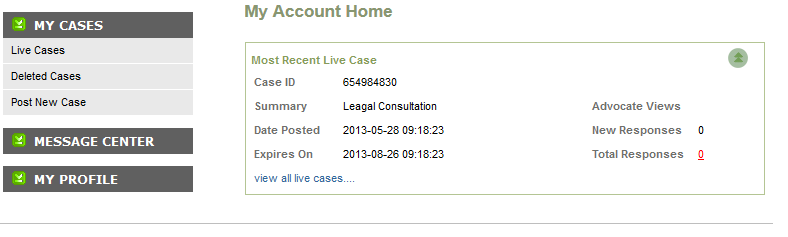 My Account Home
MY CASES
Live Cases
Deleted Cases
Post New Case
MESSAGE CENTER
MY PROFILE
Most Recent Live Case
Case ID 654984830
Summary Leagal Consultation Advocate Views
Date Posted 2013-05-28 09:18:23 New Responses 0
Expires On 2013-08-26 09:18:23 Total Responses 0
view all live cases....